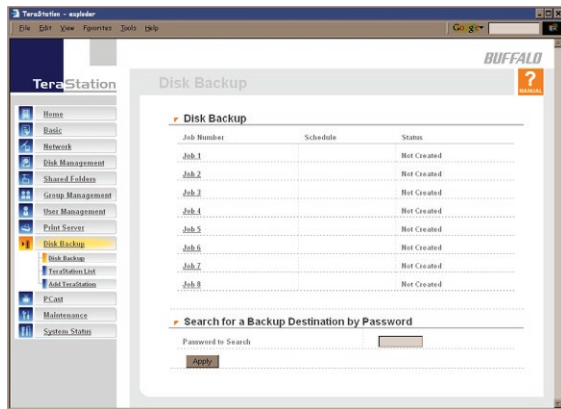 TeraStation - exploder
File Edit View Favorites Tools Help
BUFFALO
TeraStation
Disk Backup
?
MANUAL
Home
Basic
Network
Disk Management
Shared Folders
Group Management
User Management
Print Server
Disk Backup
Disk Backup
TeraStation List
Add TeraStation
PCast
Maintenance
System Status
Disk Backup
Job Number Schedule Status
Job 1 Not Created
Job 2 Not Created
Job 3 Not Created
Job 4 Not Created
Job 5 Not Created
Job 6 Not Created
Job 7 Not Created
Job 8 Not Created
Search for a Backup Destination by Password
Password to Search
Apply